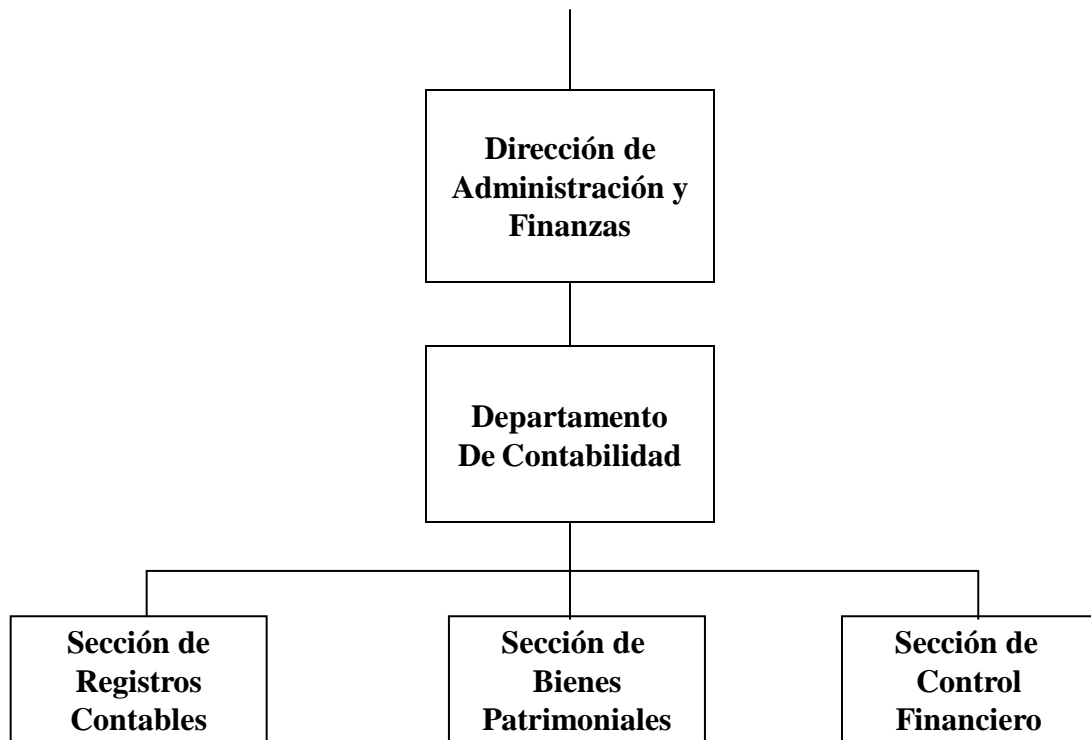 Dirección de
Administración y
Finanzas
Departamento
De Contabilidad
Sección de
Registros
Contables
Sección de
Bienes
Patrimoniales
Sección de
Control
Financiero